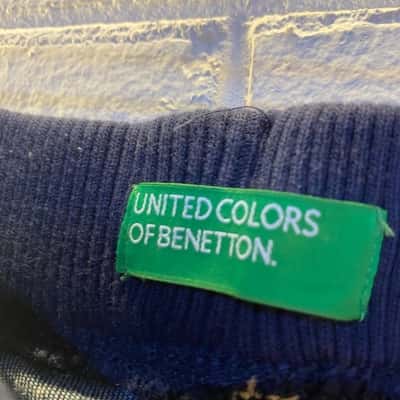 UNITED COLORS
OF BENETTON.